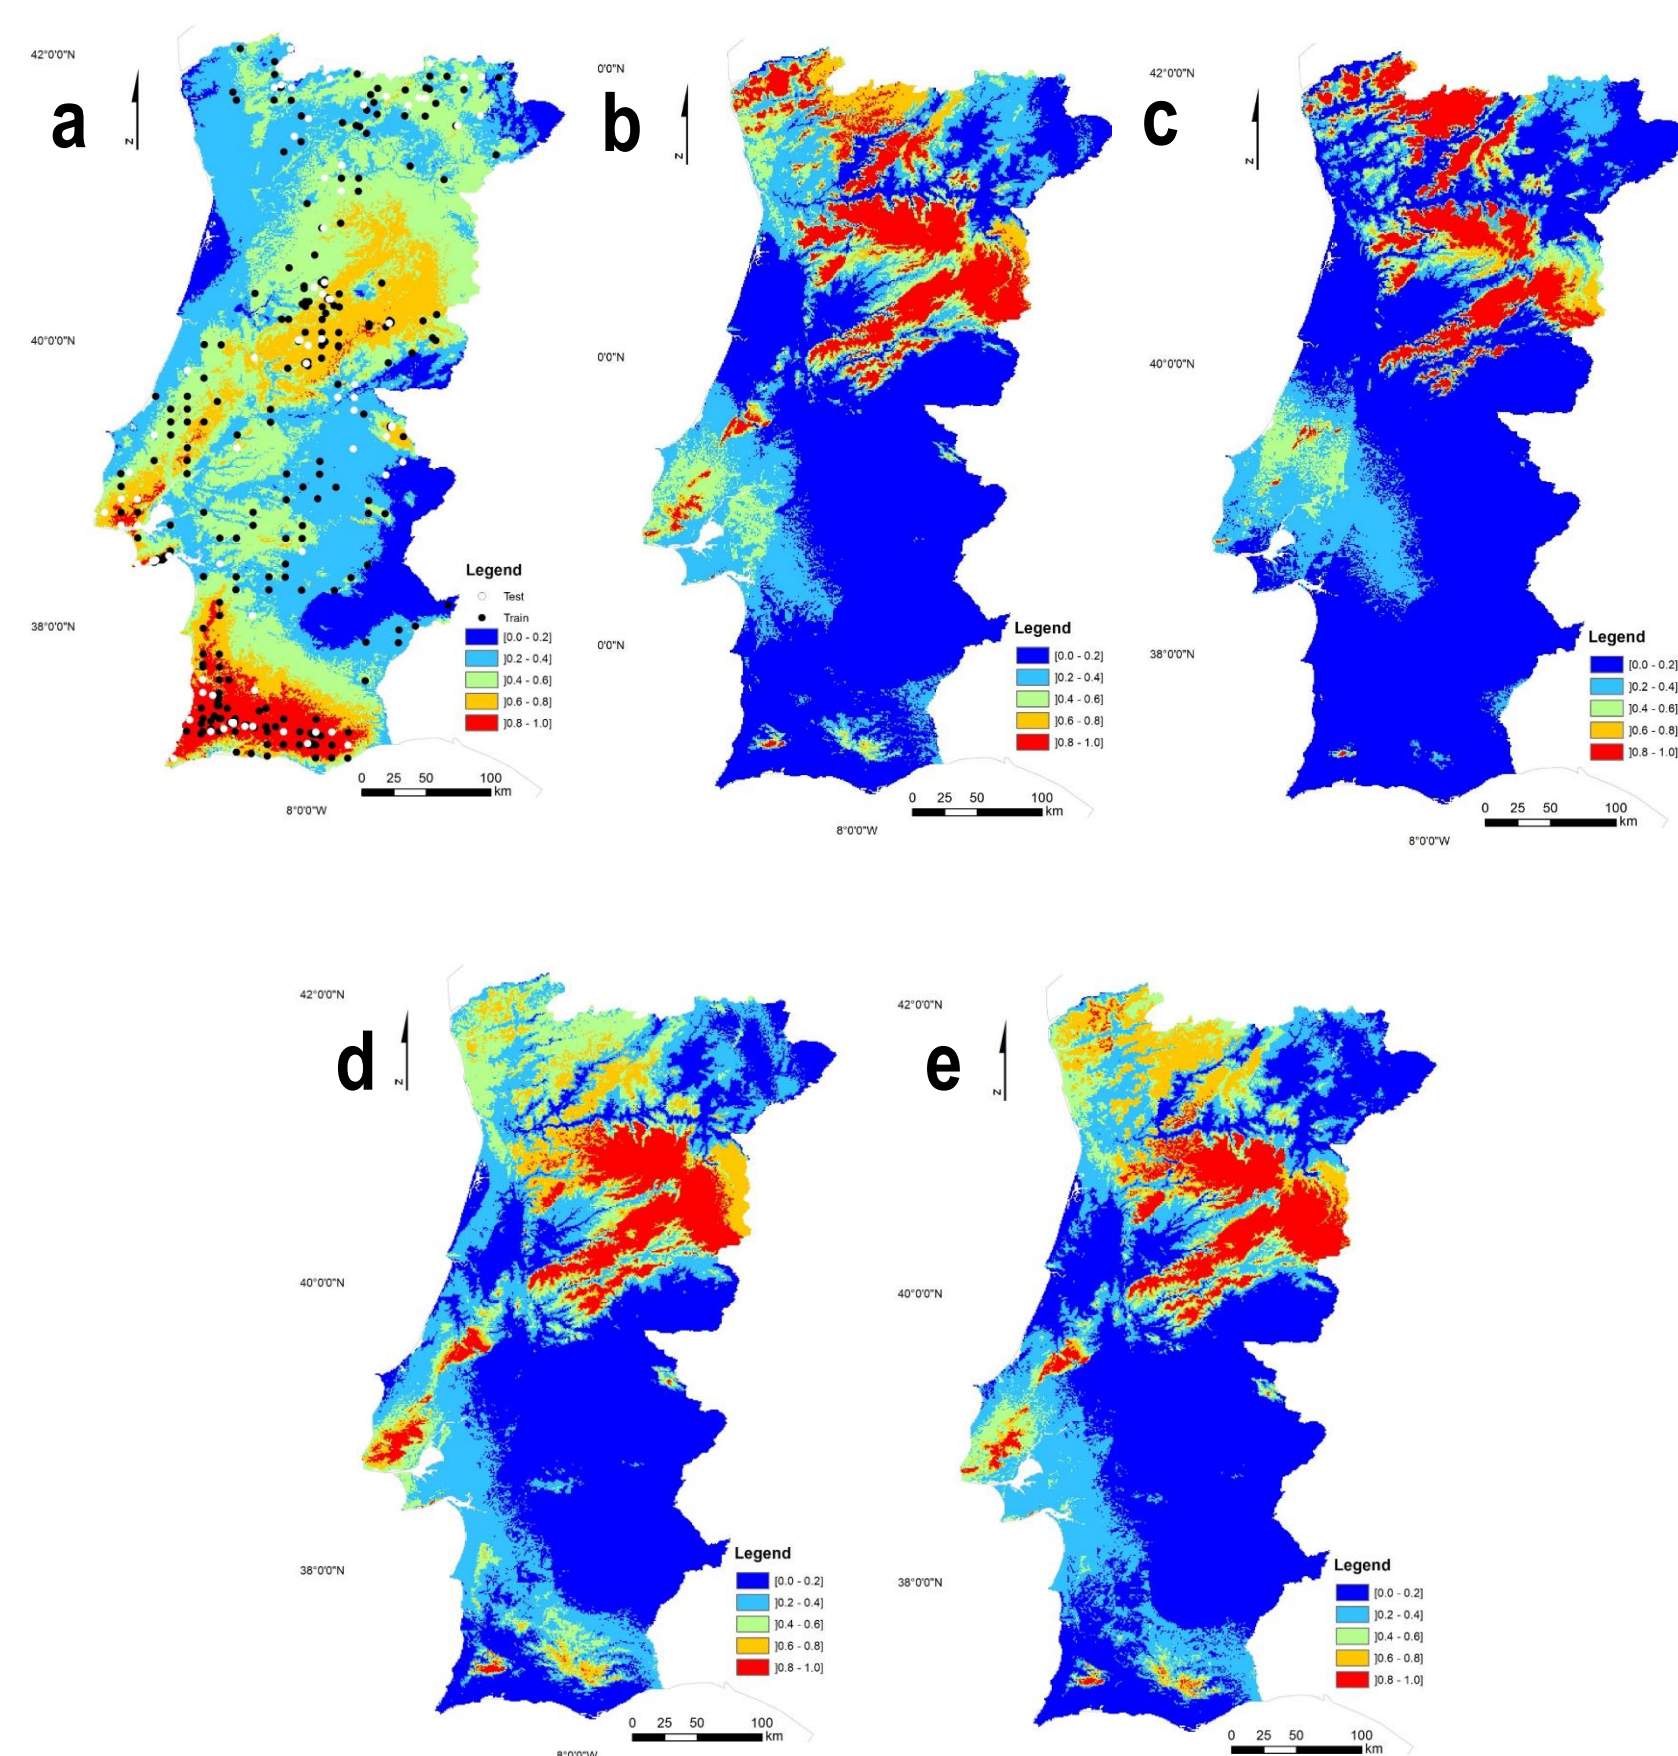 a
42°0'0"N
40°0'0"N
38°0'0"N
N
Legend
Test
Train
[0.0 - 0.2]
]0.2 - 0.4]
]0.4 - 0.6]
]0.6 - 0.8]
]0.8 - 1.0]
0 25 50 100
km
8°0'0"W
b
0'0"N
0'0"N
0'0"N
N
Legend
[0.0 - 0.2]
]0.2 - 0.4]
]0.4 - 0.6]
]0.6 - 0.8]
]0.8 - 1.0]
0 25 50 100
km
8°0'0"W
c
42°0'0"N
40°0'0"N
38°0'0"N
N
Legend
[0.0 - 0.2]
]0.2 - 0.4]
]0.4 - 0.6]
]0.6 - 0.8]
]0.8 - 1.0]
0 25 50 100
km
8°0'0"W
d
42°0'0"N
40°0'0"N
38°0'0"N
N
Legend
[0.0 - 0.2]
]0.2 - 0.4]
]0.4 - 0.6]
]0.6 - 0.8]
]0.8 - 1.0]
0 25 50 100
km
8°0'0"W
e
42°0'0"N
40°0'0"N
38°0'0"N
N
Legend
[0.0 - 0.2]
]0.2 - 0.4]
]0.4 - 0.6]
]0.6 - 0.8]
]0.8 - 1.0]
0 25 50 100
km